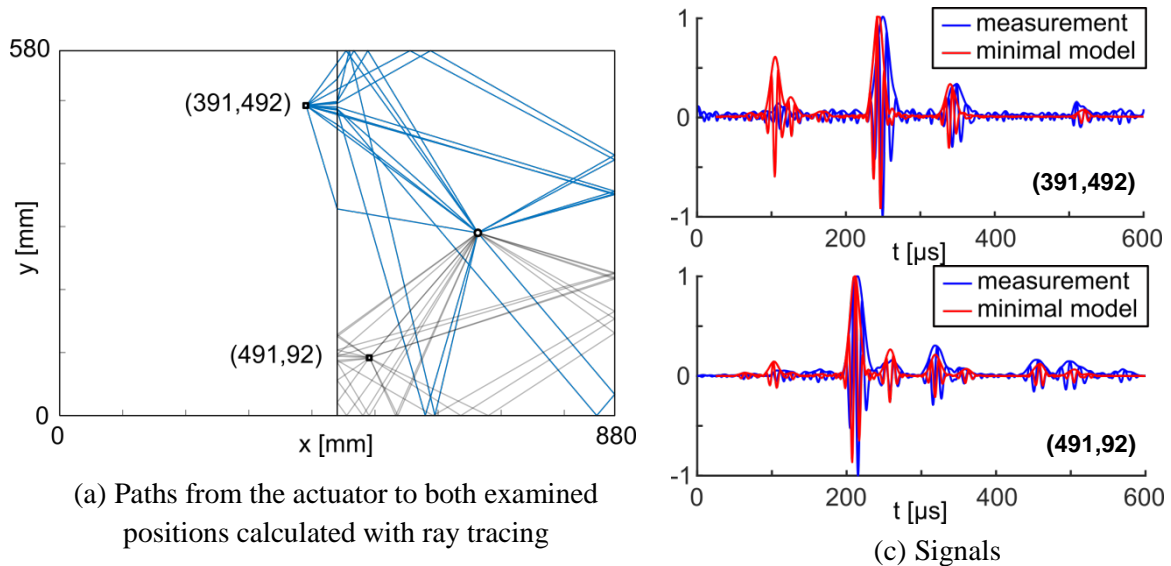 580
y [mm]
(391,492)
(491,92)
0
0
x [mm]
880
(a) Paths from the actuator to both examined
positions calculated with ray tracing
1
measurement
minimal model
0
(391,492)
-1
0
200
400
600
t [µs]
1
measurement
minimal model
0
(491,92)
-1
0
200
400
600
t [µs]
(c) Signals